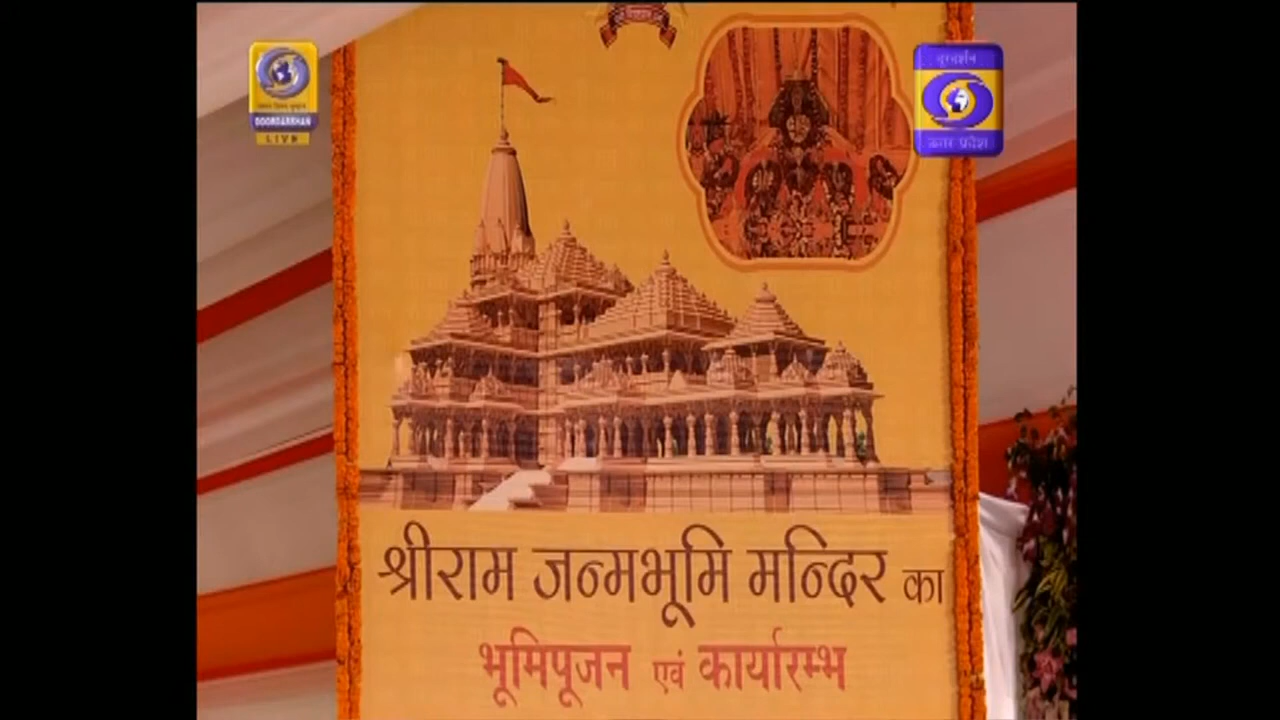 DOORDARSHAN
LIVE
दूरदर्शन
उत्तर प्रदेश
श्रीराम जन्मभूमि मन्दिर का
भूमिपूजन एवं कार्यारम्भ